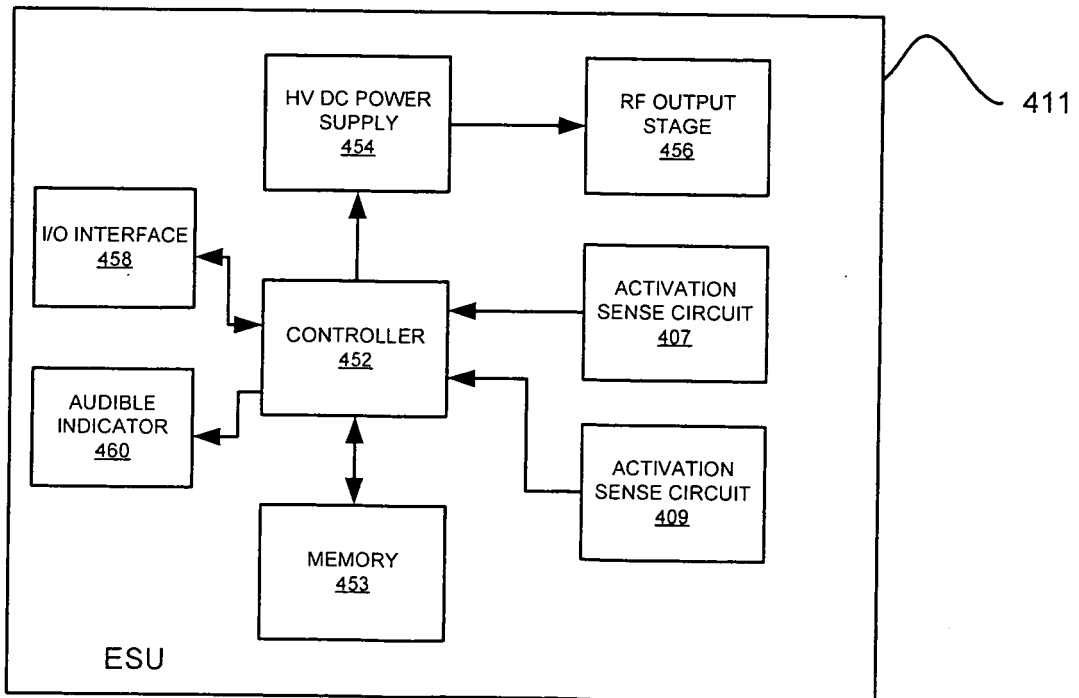 HV DC POWER
SUPPLY
454
RF OUTPUT
STAGE
456
411
I/O INTERFACE
458
CONTROLLER
452
ACTIVATION
SENSE CIRCUIT
407
AUDIBLE
INDICATOR
460
ACTIVATION
SENSE CIRCUIT
409
MEMORY
453
ESU